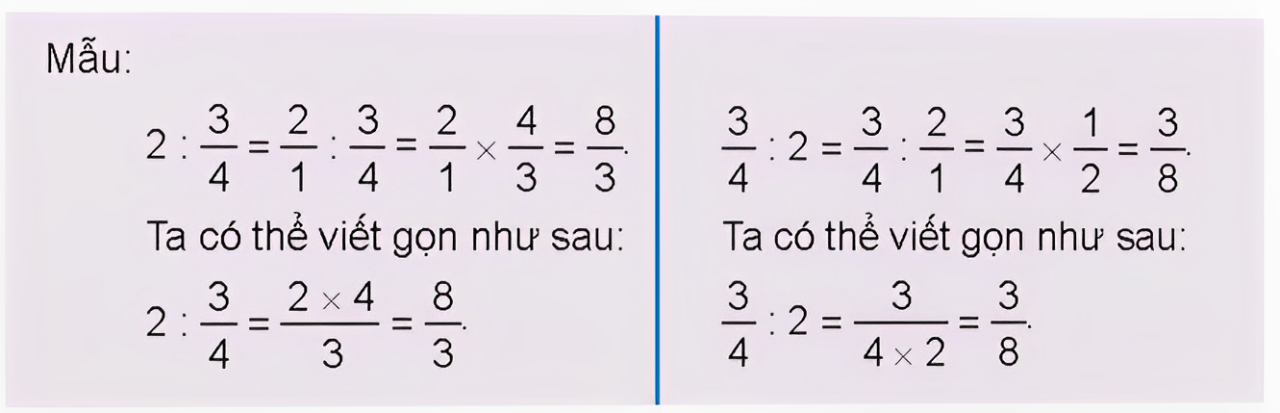 Mẫu:
2 : 3/4 = 2/1 : 3/4 = 2/1 × 4/3 = 8/3.
Ta có thể viết gọn như sau:
2 : 3/4 = (2 × 4)/3 = 8/3.
3/4 : 2 = 3/4 : 2/1 = 3/4 × 1/2 = 3/8.
Ta có thể viết gọn như sau:
3/4 : 2 = 3/(4 × 2) = 3/8.